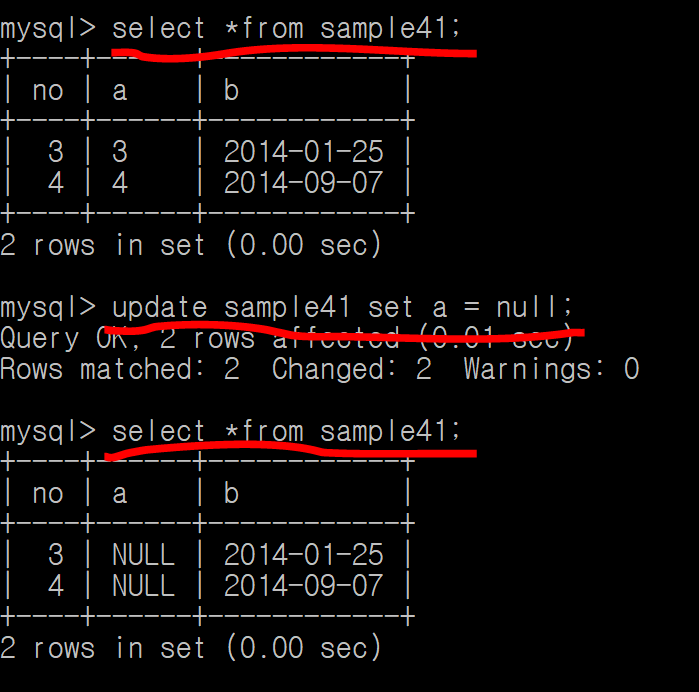 mysql> select *from sample41;
+----+------+------------+
| no | a    | b          |
+----+------+------------+
|  3 | 3    | 2014-01-25 |
|  4 | 4    | 2014-09-07 |
+----+------+------------+
2 rows in set (0.00 sec)
mysql> update sample41 set a = null;
Query OK, 2 rows affected (0.01 sec)
Rows matched: 2  Changed: 2  Warnings: 0
mysql> select *from sample41;
+----+------+------------+
| no | a    | b          |
+----+------+------------+
|  3 | NULL | 2014-01-25 |
|  4 | NULL | 2014-09-07 |
+----+------+------------+
2 rows in set (0.00 sec)